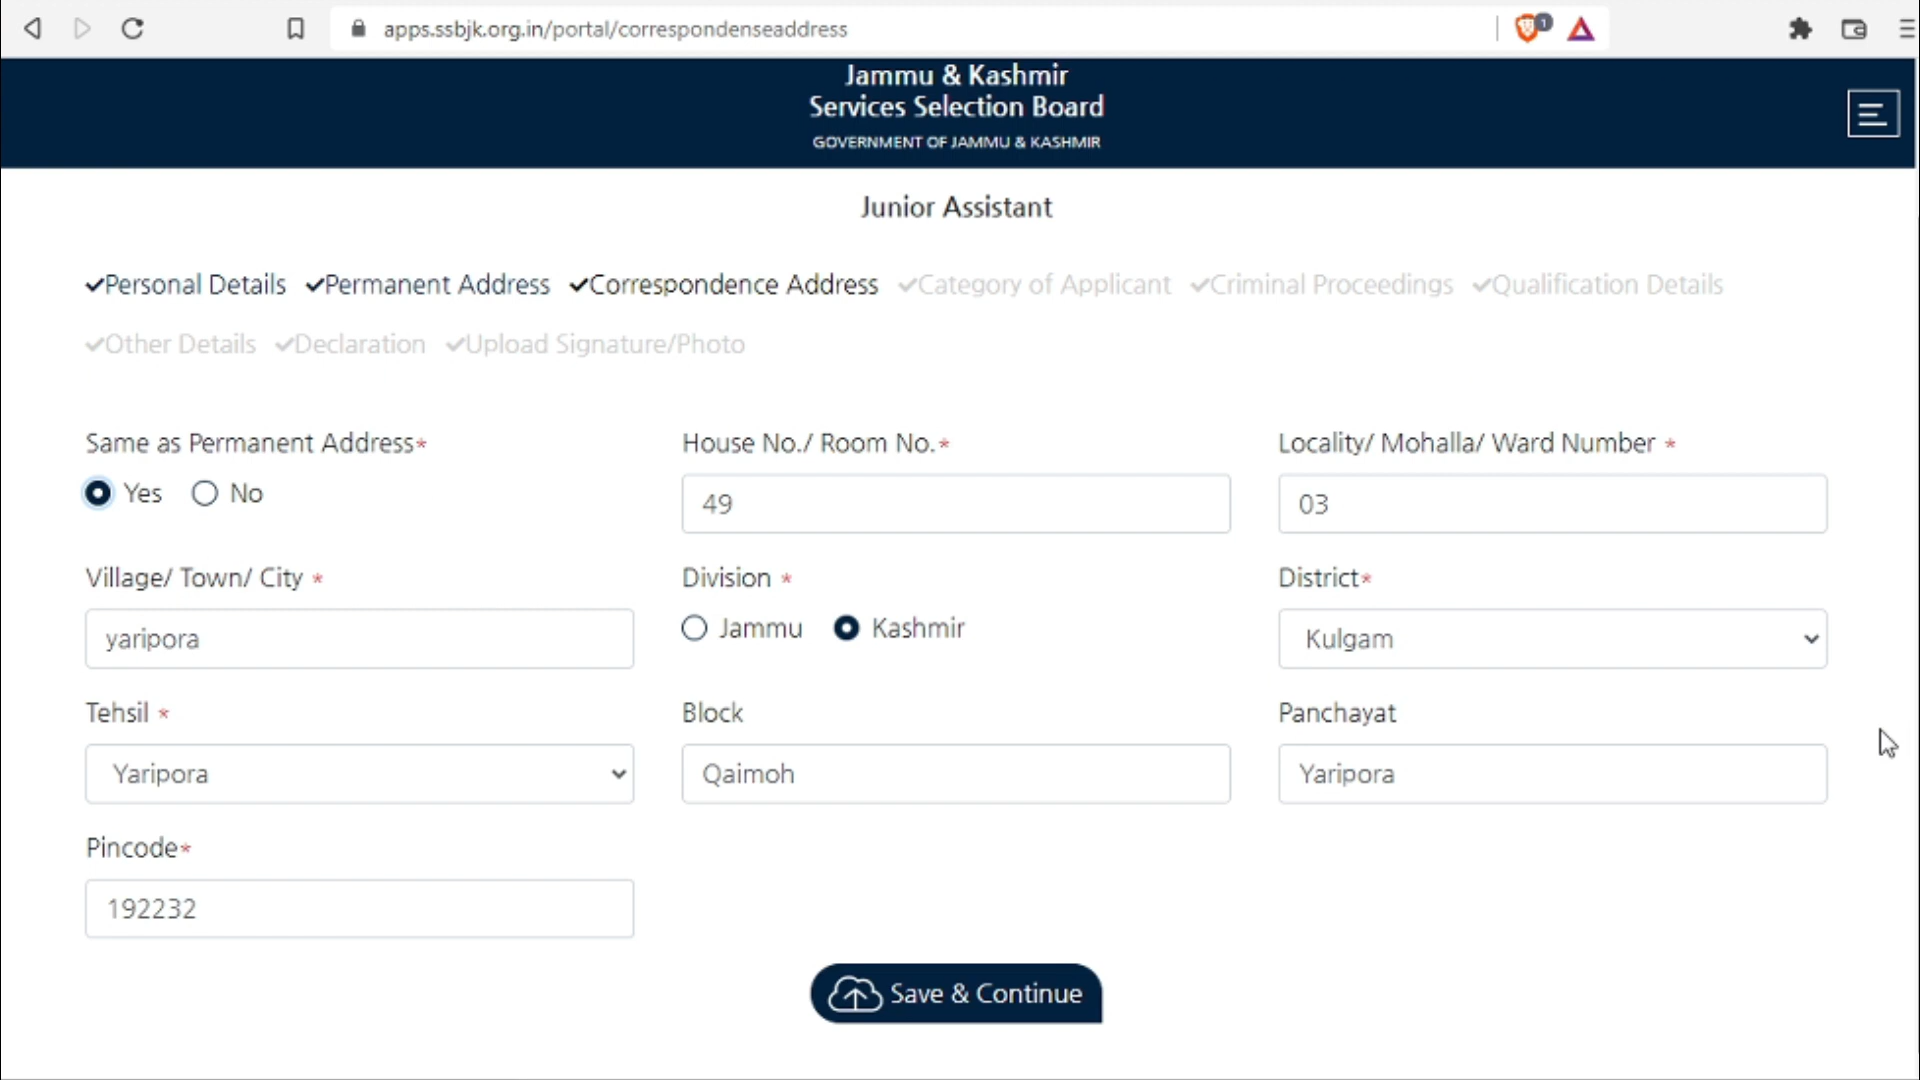 apps.ssbjk.org.in/portal/correspondenseaddress
1
Jammu & Kashmir
Services Selection Board
GOVERNMENT OF JAMMU & KASHMIR
Junior Assistant
Personal Details Permanent Address Correspondence Address Category of Applicant Criminal Proceedings Qualification Details
Other Details Declaration Upload Signature/Photo
Same as Permanent Address* House No./ Room No.* Locality/ Mohalla/ Ward Number *
Yes No 49 03
Village/ Town/ City * Division * District*
yaripora Jammu Kashmir Kulgam
Tehsil * Block Panchayat
Yaripora Qaimoh Yaripora
Pincode*
192232
Save & Continue